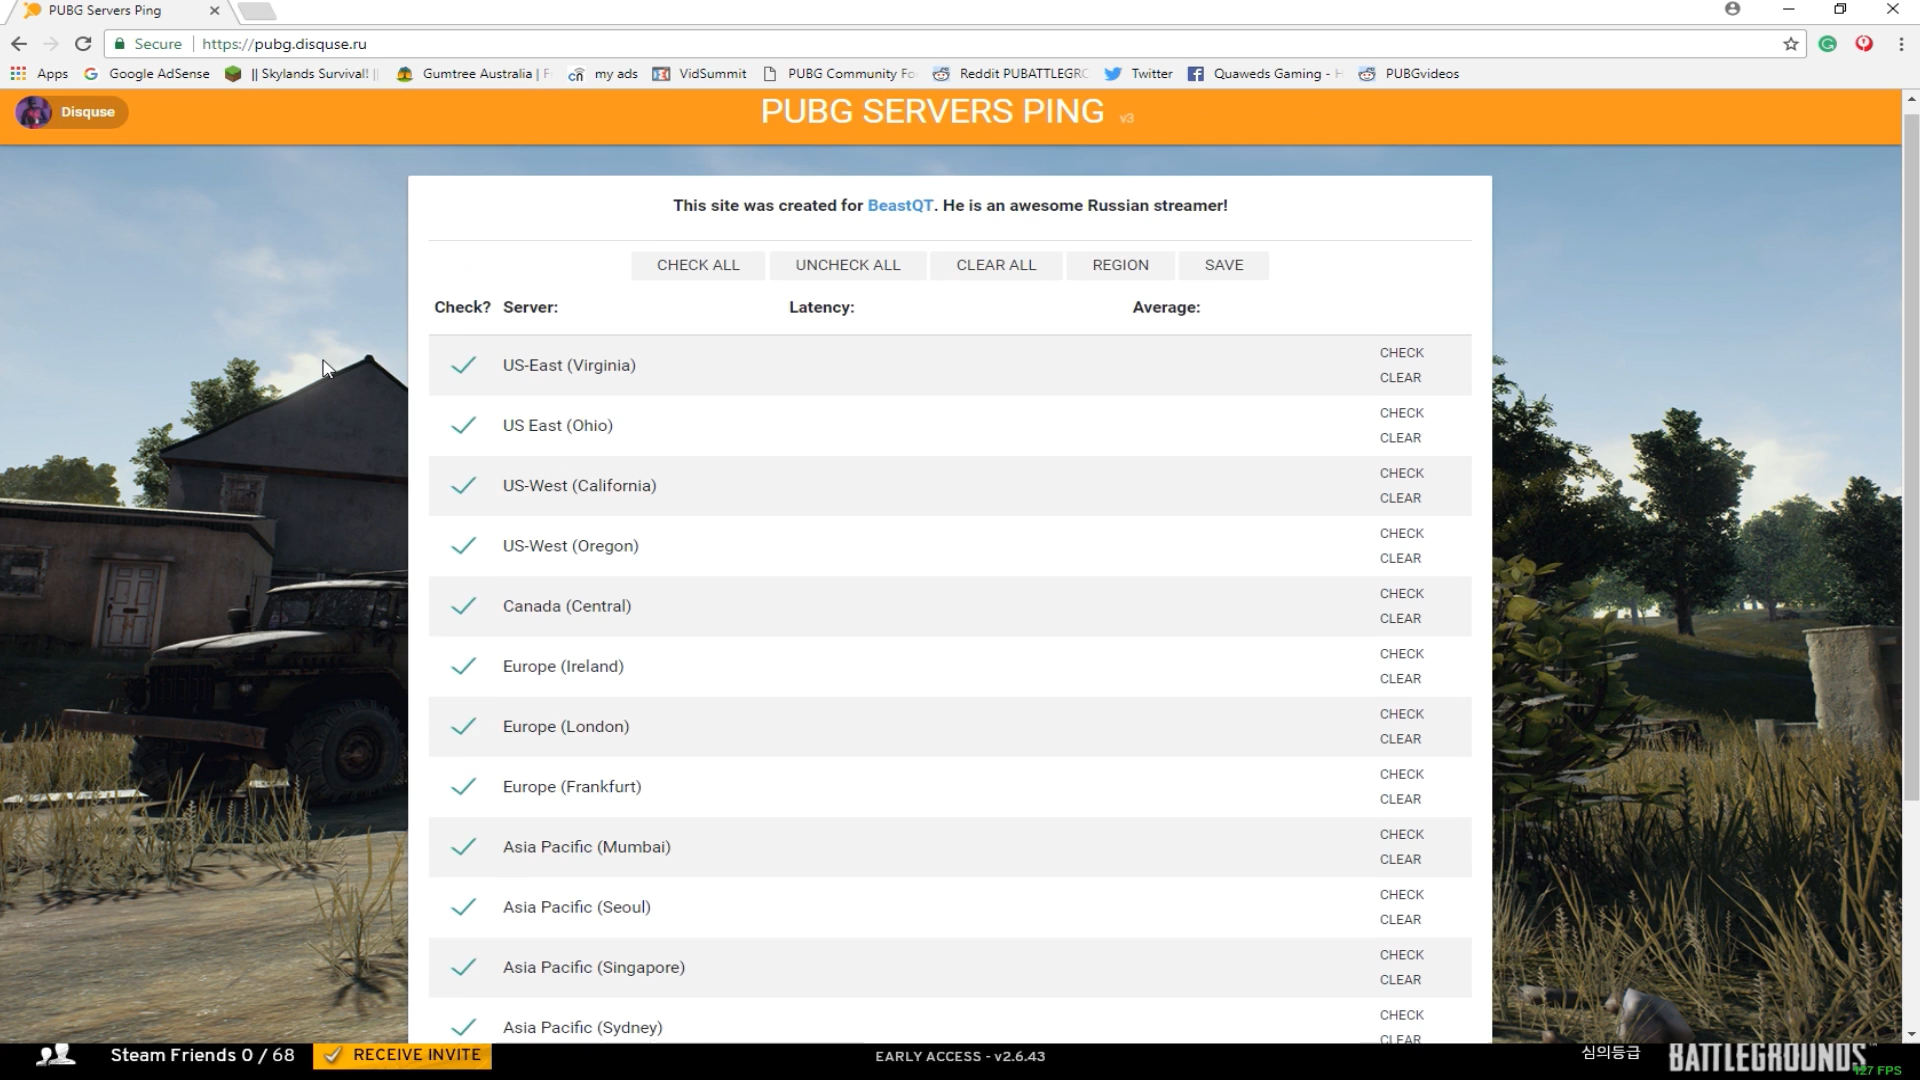 PUBG Servers Ping
Secure https://pubg.disquse.ru
Apps Google AdSense || Skylands Survival! || Gumtree Australia | F my ads VidSummit PUBG Community Fo Reddit PUBATTLEGRC Twitter Quaweds Gaming - H PUBGvideos
Disquse
PUBG SERVERS PING v3
This site was created for BeastQT. He is an awesome Russian streamer!
CHECK ALL UNCHECK ALL CLEAR ALL REGION SAVE
Check? Server: Latency: Average:
US-East (Virginia) CHECK
CLEAR
US East (Ohio) CHECK
CLEAR
US-West (California) CHECK
CLEAR
US-West (Oregon) CHECK
CLEAR
Canada (Central) CHECK
CLEAR
Europe (Ireland) CHECK
CLEAR
Europe (London) CHECK
CLEAR
Europe (Frankfurt) CHECK
CLEAR
Asia Pacific (Mumbai) CHECK
CLEAR
Asia Pacific (Seoul) CHECK
CLEAR
Asia Pacific (Singapore) CHECK
CLEAR
Asia Pacific (Sydney) CHECK
CLEAR
Steam Friends 0 / 68 RECEIVE INVITE EARLY ACCESS - v2.6.43 심의등급 BATTLEGROUNDS
127 FPS